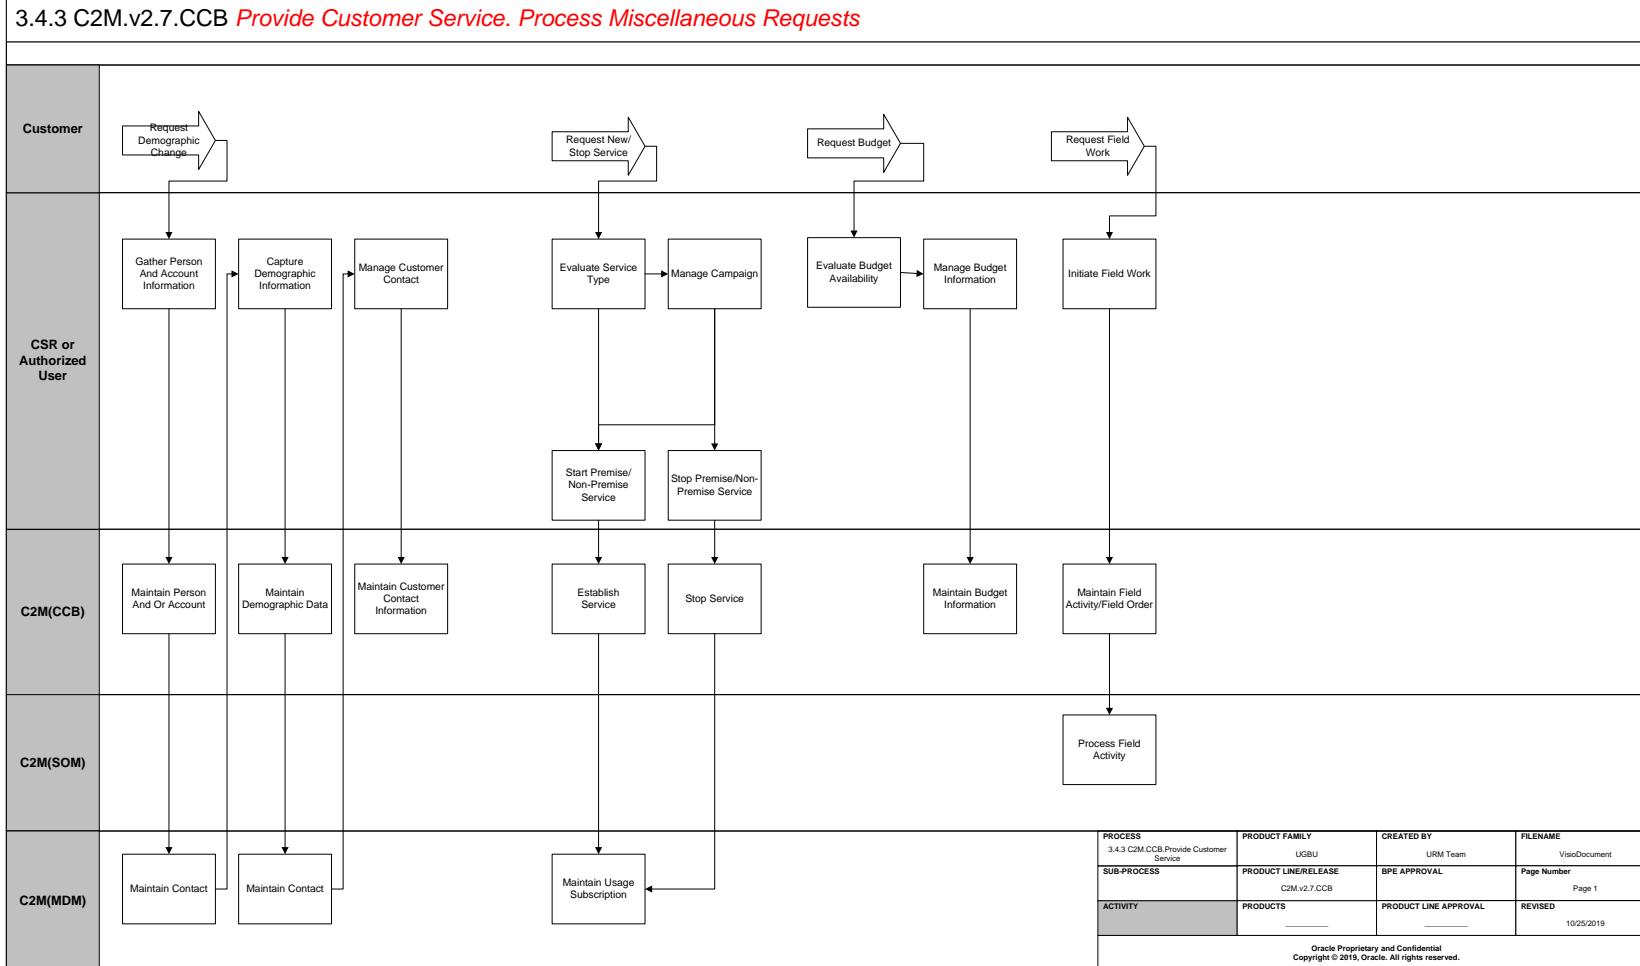 3.4.3 C2M.v2.7.CCB Provide Customer Service. Process Miscellaneous Requests
Customer
Request
Demographic
Change
Request New/
Stop Service
Request Budget
Request Field
Work
CSR or
Authorized
User
Gather Person
And Account
Information
Capture
Demographic
Information
Manage Customer
Contact
Evaluate Service
Type
Manage Campaign
Evaluate Budget
Availability
Manage Budget
Information
Initiate Field Work
Start Premise/
Non-Premise
Service
Stop Premise/Non-
Premise Service
C2M(CCB)
Maintain Person
And Or Account
Maintain
Demographic Data
Maintain Customer
Contact
Information
Establish
Service
Stop Service
Maintain Budget
Information
Maintain Field
Activity/Field Order
C2M(SOM)
Process Field
Activity
C2M(MDM)
Maintain Contact
Maintain Contact
Maintain Usage
Subscription
PROCESS
3.4.3 C2M.CCB.Provide Customer
Service
PRODUCT FAMILY
UGBU
CREATED BY
URM Team
FILENAME
VisioDocument
SUB-PROCESS
PRODUCT LINE/RELEASE
C2M.v2.7.CCB
BPE APPROVAL
Page Number
Page 1
ACTIVITY
PRODUCTS
PRODUCT LINE APPROVAL
REVISED
10/25/2019
Oracle Proprietary and Confidential
Copyright © 2019, Oracle. All rights reserved.